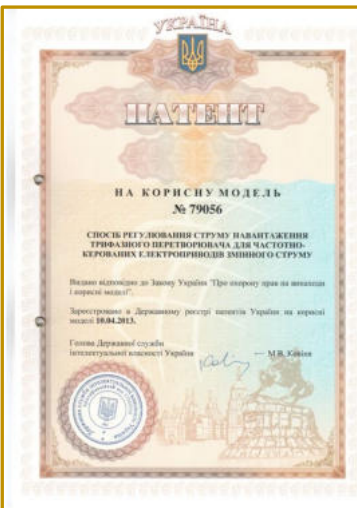 УКРАЇНА
ПАТЕНТ
НА КОРИСНУ МОДЕЛЬ
№ 79056
СПОСІБ РЕГУЛЮВАННЯ СТРУМУ НАВАНТАЖЕННЯ
ТРИФАЗНОГО ПЕРЕТВОРЮВАЧА ДЛЯ ЧАСТОТНО-
КЕРОВАНИХ ЕЛЕКТРОПРИВОДІВ ЗМІННОГО СТРУМУ
Видано відповідно до Закону України "Про охорону прав на винаходи
і корисні моделі".
Зареєстровано в Державному реєстрі патентів України на корисні
моделі 10.04.2013.
Голова Державної служби
інтелектуальної власності України
М.В. Ковіня